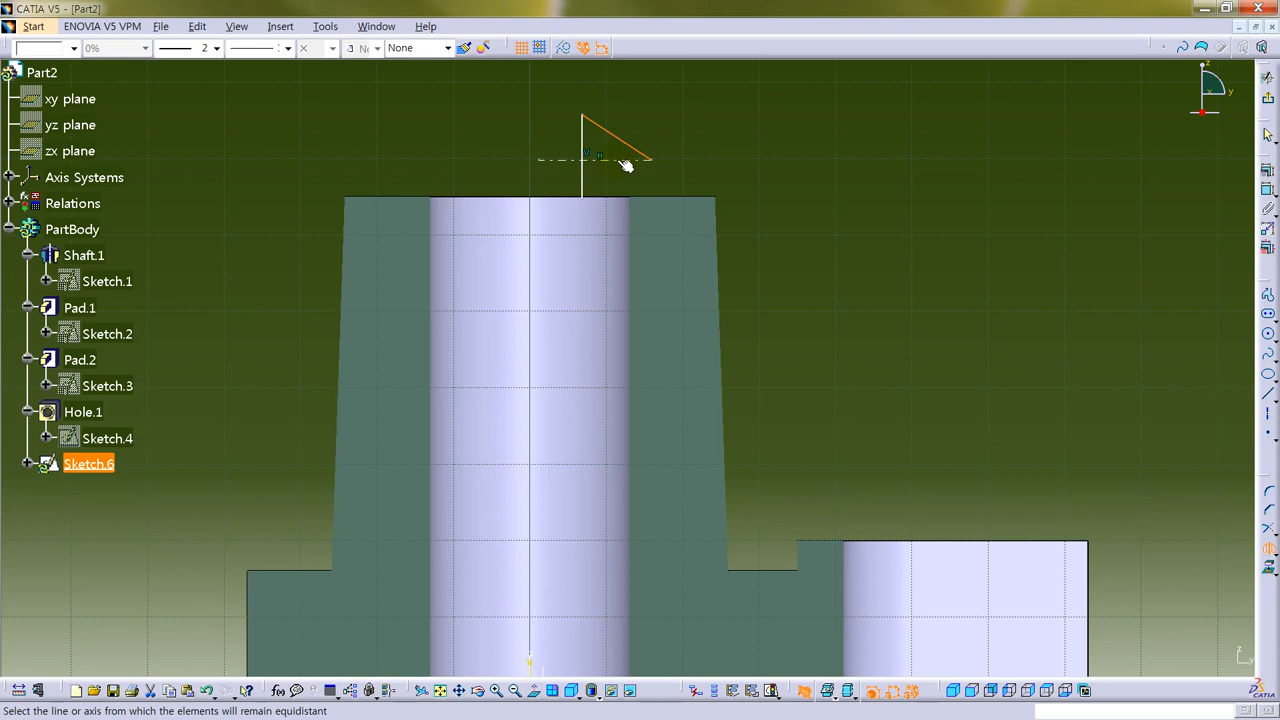 CATIA V5 - [Part2]
Start ENOVIA V5 VPM File Edit View Insert Tools Window Help
0% 2 × 3 None
Part2
xy plane
yz plane
zx plane
Axis Systems
Relations
PartBody
Shaft.1
Sketch.1
Pad.1
Sketch.2
Pad.2
Sketch.3
Hole.1
Sketch.4
Sketch.6
V H
z
x y
z
y
CATIA
Select the line or axis from which the elements will remain equidistant